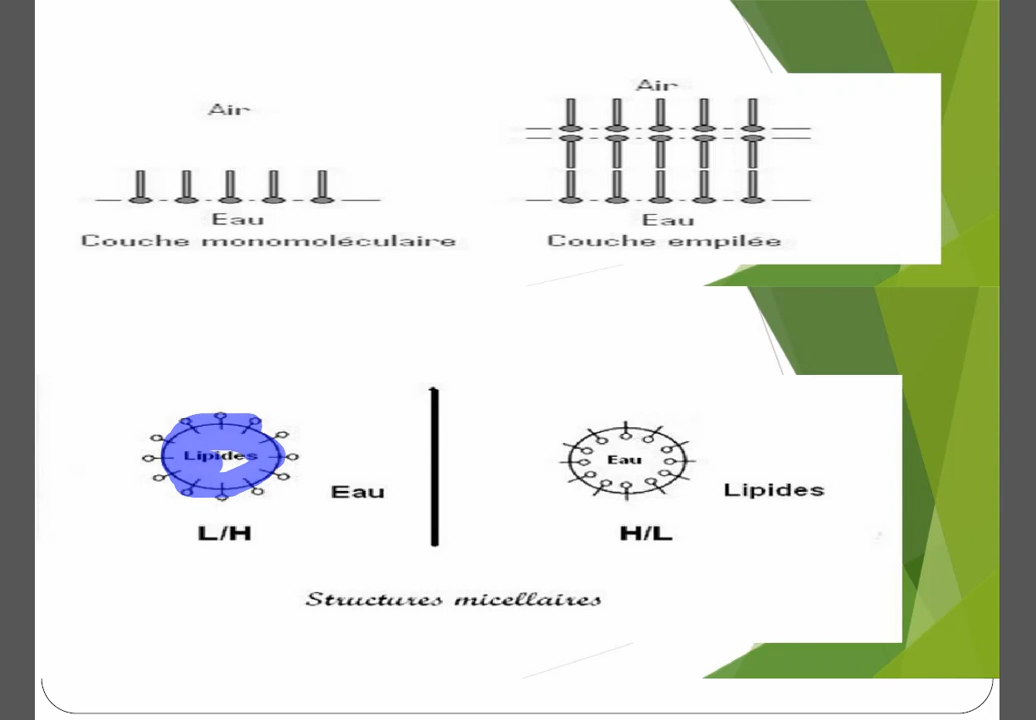 Air
Eau
Couche monomoléculaire
Air
Eau
Couche empilée
Lipides
Eau
L/H
Eau
Lipides
H/L
Structures micellaires